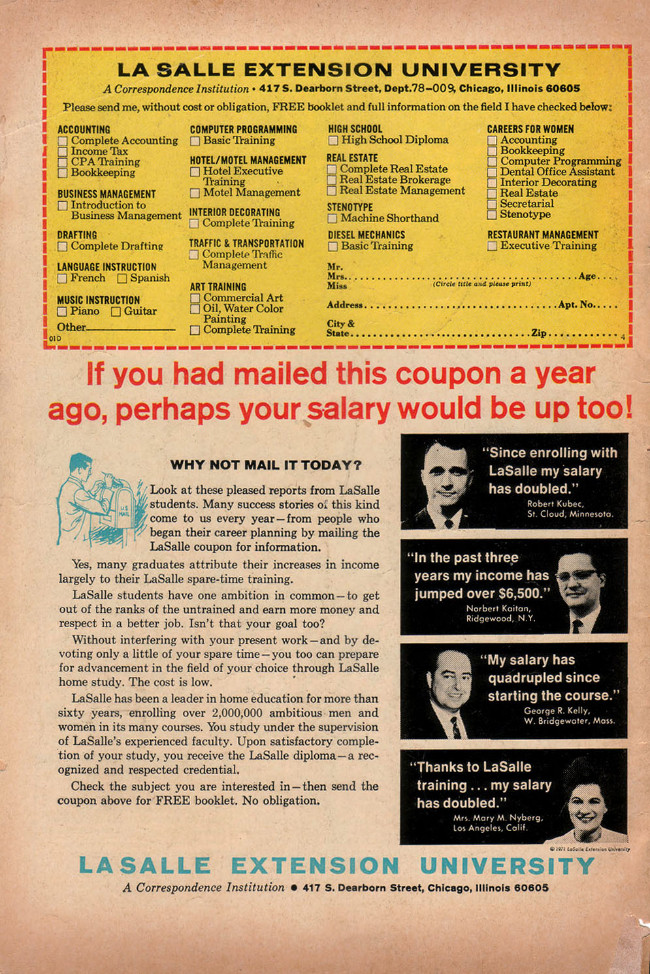 LA SALLE EXTENSION UNIVERSITY
A Correspondence Institution • 417 S. Dearborn Street, Dept. 78-009, Chicago, Illinois 60605
Please send me, without cost or obligation, FREE booklet and full information on the field I have checked below:
ACCOUNTING
Complete Accounting
Income Tax
CPA Training
Bookkeeping
BUSINESS MANAGEMENT
Introduction to
Business Management
DRAFTING
Complete Drafting
LANGUAGE INSTRUCTION
French Spanish
MUSIC INSTRUCTION
Piano Guitar
Other
01D
COMPUTER PROGRAMMING
Basic Training
HOTEL/MOTEL MANAGEMENT
Hotel Executive
Training
Motel Management
INTERIOR DECORATING
Complete Training
TRAFFIC & TRANSPORTATION
Complete Traffic
Management
ART TRAINING
Commercial Art
Oil, Water Color
Painting
Complete Training
HIGH SCHOOL
High School Diploma
REAL ESTATE
Complete Real Estate
Real Estate Brokerage
Real Estate Management
STENOTYPE
Machine Shorthand
DIESEL MECHANICS
Basic Training
CAREERS FOR WOMEN
Accounting
Bookkeeping
Computer Programming
Dental Office Assistant
Interior Decorating
Real Estate
Secretarial
Stenotype
RESTAURANT MANAGEMENT
Executive Training
Mr.
Mrs. Age
Miss (Circle title and please print)
Address Apt. No.
City &
State Zip
4
If you had mailed this coupon a year
ago, perhaps your salary would be up too!
WHY NOT MAIL IT TODAY?
U.S.
MAIL
Look at these pleased reports from LaSalle
students. Many success stories of this kind
come to us every year—from people who
began their career planning by mailing the
LaSalle coupon for information.
Yes, many graduates attribute their increases in income
largely to their LaSalle spare-time training.
LaSalle students have one ambition in common—to get
out of the ranks of the untrained and earn more money and
respect in a better job. Isn't that your goal too?
Without interfering with your present work—and by de-
voting only a little of your spare time—you too can prepare
for advancement in the field of your choice through LaSalle
home study. The cost is low.
LaSalle has been a leader in home education for more than
sixty years, enrolling over 2,000,000 ambitious men and
women in its many courses. You study under the supervision
of LaSalle's experienced faculty. Upon satisfactory comple-
tion of your study, you receive the LaSalle diploma—a rec-
ognized and respected credential.
Check the subject you are interested in—then send the
coupon above for FREE booklet. No obligation.
"Since enrolling with
LaSalle my salary
has doubled."
Robert Kubec,
St. Cloud, Minnesota.
"In the past three
years my income has
jumped over $6,500."
Norbert Kaitan,
Ridgewood, N.Y.
"My salary has
quadrupled since
starting the course."
George R. Kelly,
W. Bridgewater, Mass.
"Thanks to LaSalle
training . . . my salary
has doubled."
Mrs. Mary M. Nyberg,
Los Angeles, Calif.
© 1971 LaSalle Extension University
LA SALLE EXTENSION UNIVERSITY
A Correspondence Institution • 417 S. Dearborn Street, Chicago, Illinois 60605